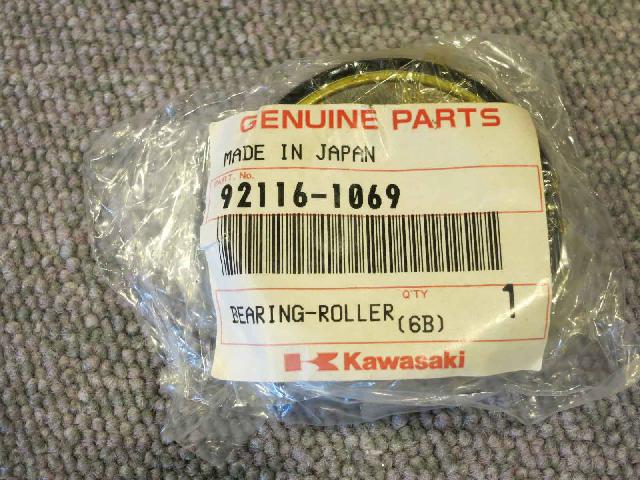 GENUINE PARTS
MADE IN JAPAN
PART. No.
92116-1069
QTY
BEARING-ROLLER (6B) 1
Kawasaki